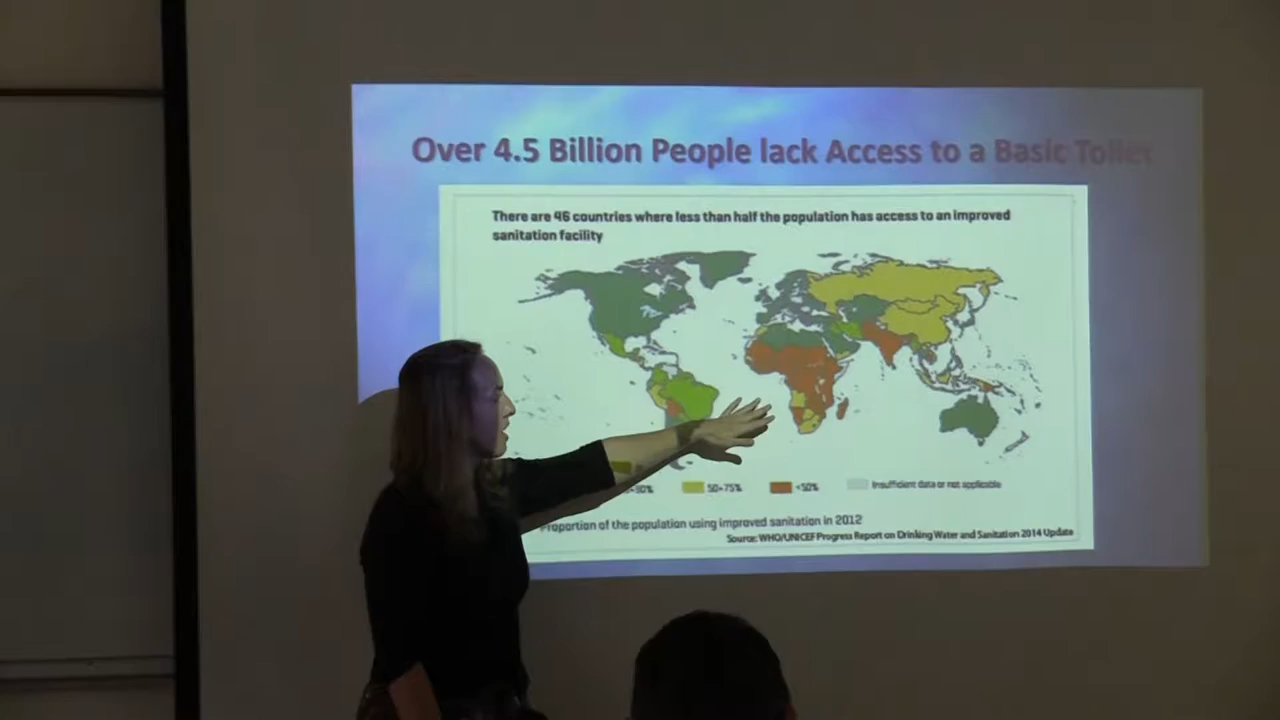 Over 4.5 Billion People lack Access to a Basic Toilet
There are 46 countries where less than half the population has access to an improved
sanitation facility
50-75%
<50%
Insufficient data or not applicable
Proportion of the population using improved sanitation in 2012
Source: WHO/UNICEF Progress Report on Drinking Water and Sanitation 2014 Update